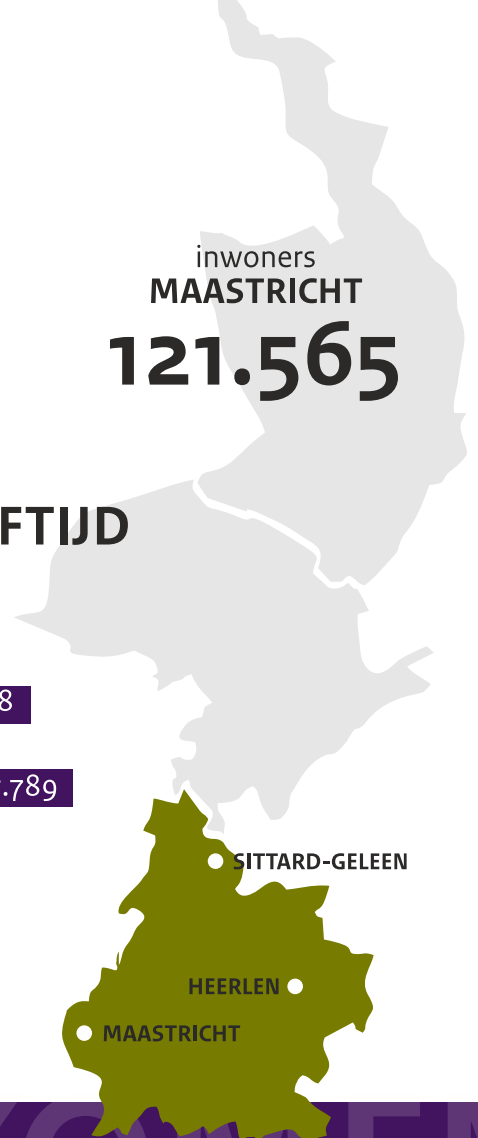 inwoners
MAASTRICHT
121.565
FTIJD
8
.789
SITTARD-GELEEN
HEERLEN
MAASTRICHT